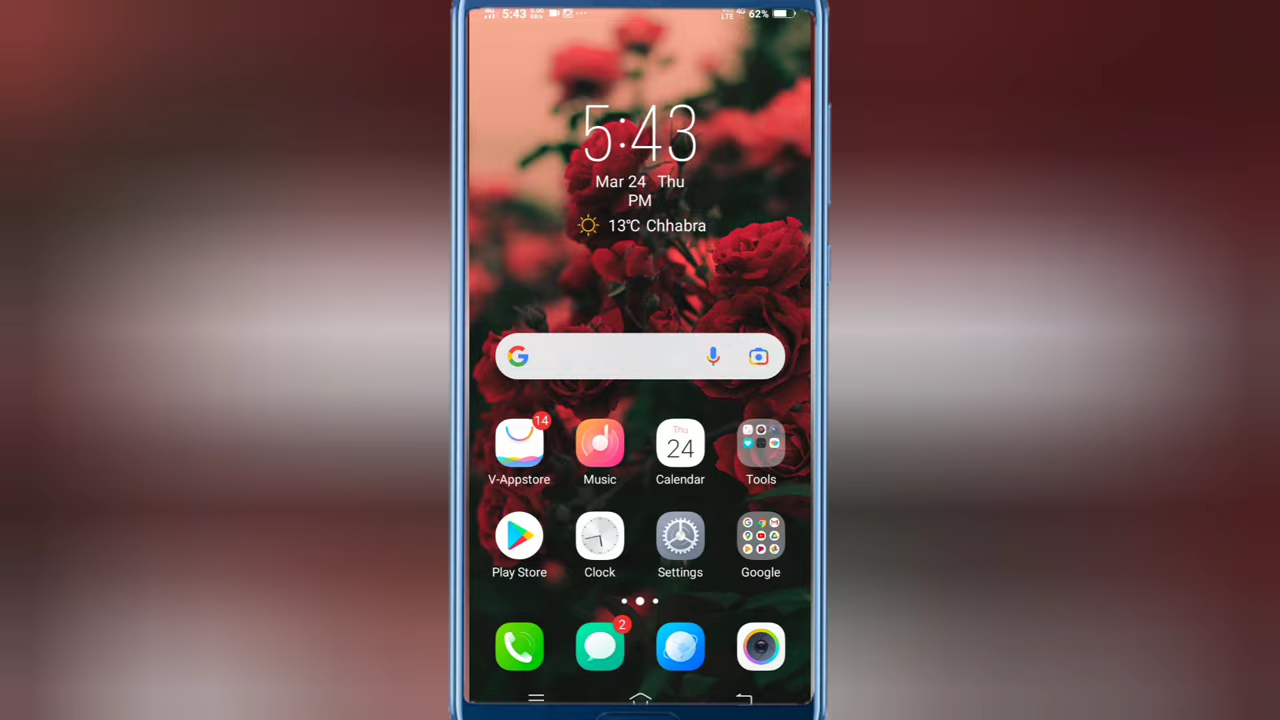 5:43
62%
5:43
Mar 24 Thu
PM
13℃ Chhabra
14
V-Appstore
Music
Thu
24
Calendar
Tools
Play Store
Clock
Settings
Google
2